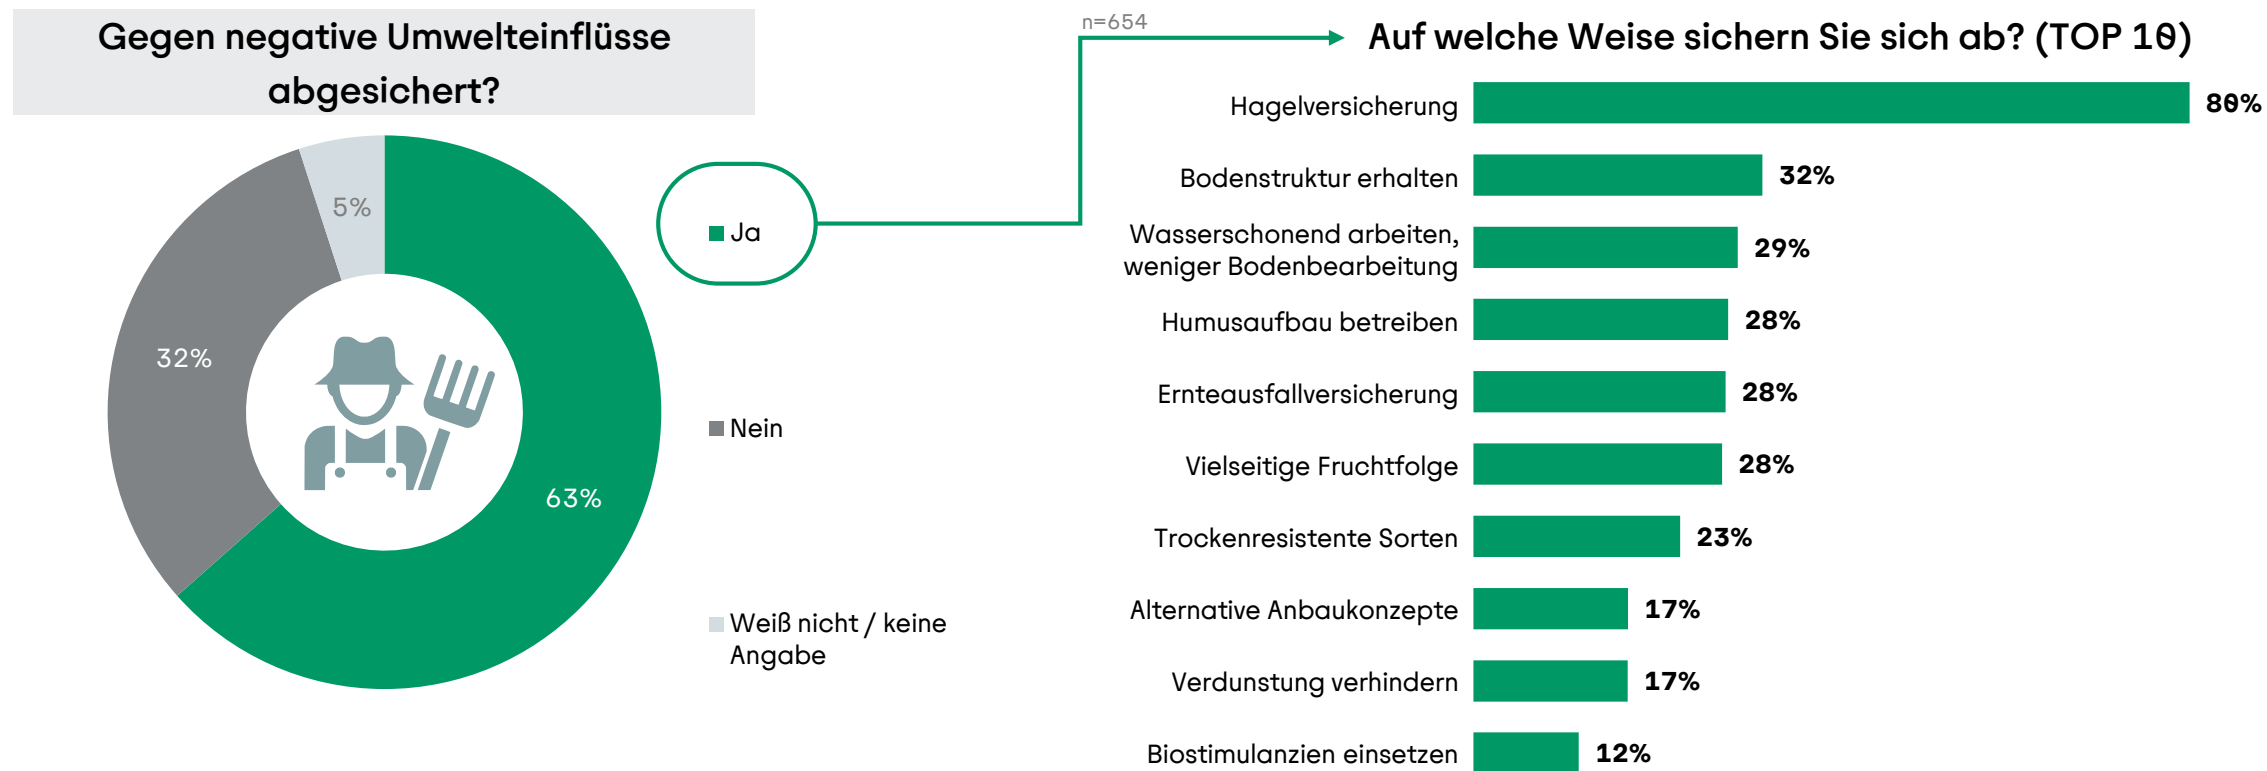 Gegen negative Umwelteinflüsse
abgesichert?
5%
32%
63%
Ja
Nein
Weiß nicht / keine
Angabe
n=654
Auf welche Weise sichern Sie sich ab? (TOP 10)
Hagelversicherung 80%
Bodenstruktur erhalten 32%
Wasserschonend arbeiten,
weniger Bodenbearbeitung 29%
Humusaufbau betreiben 28%
Ernteausfallversicherung 28%
Vielseitige Fruchtfolge 28%
Trockenresistente Sorten 23%
Alternative Anbaukonzepte 17%
Verdunstung verhindern 17%
Biostimulanzien einsetzen 12%